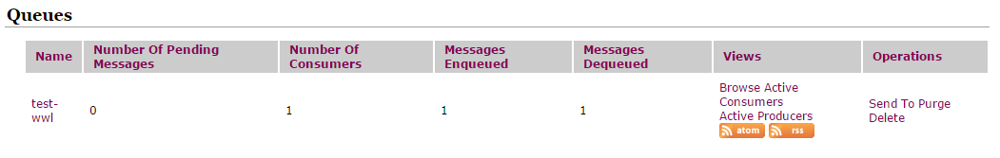 Queues
Name Number Of Pending Messages Number Of Consumers Messages Enqueued Messages Dequeued Views Operations
test-wwl 0 1 1 1 Browse Active Consumers Active Producers atom rss Send To Purge Delete